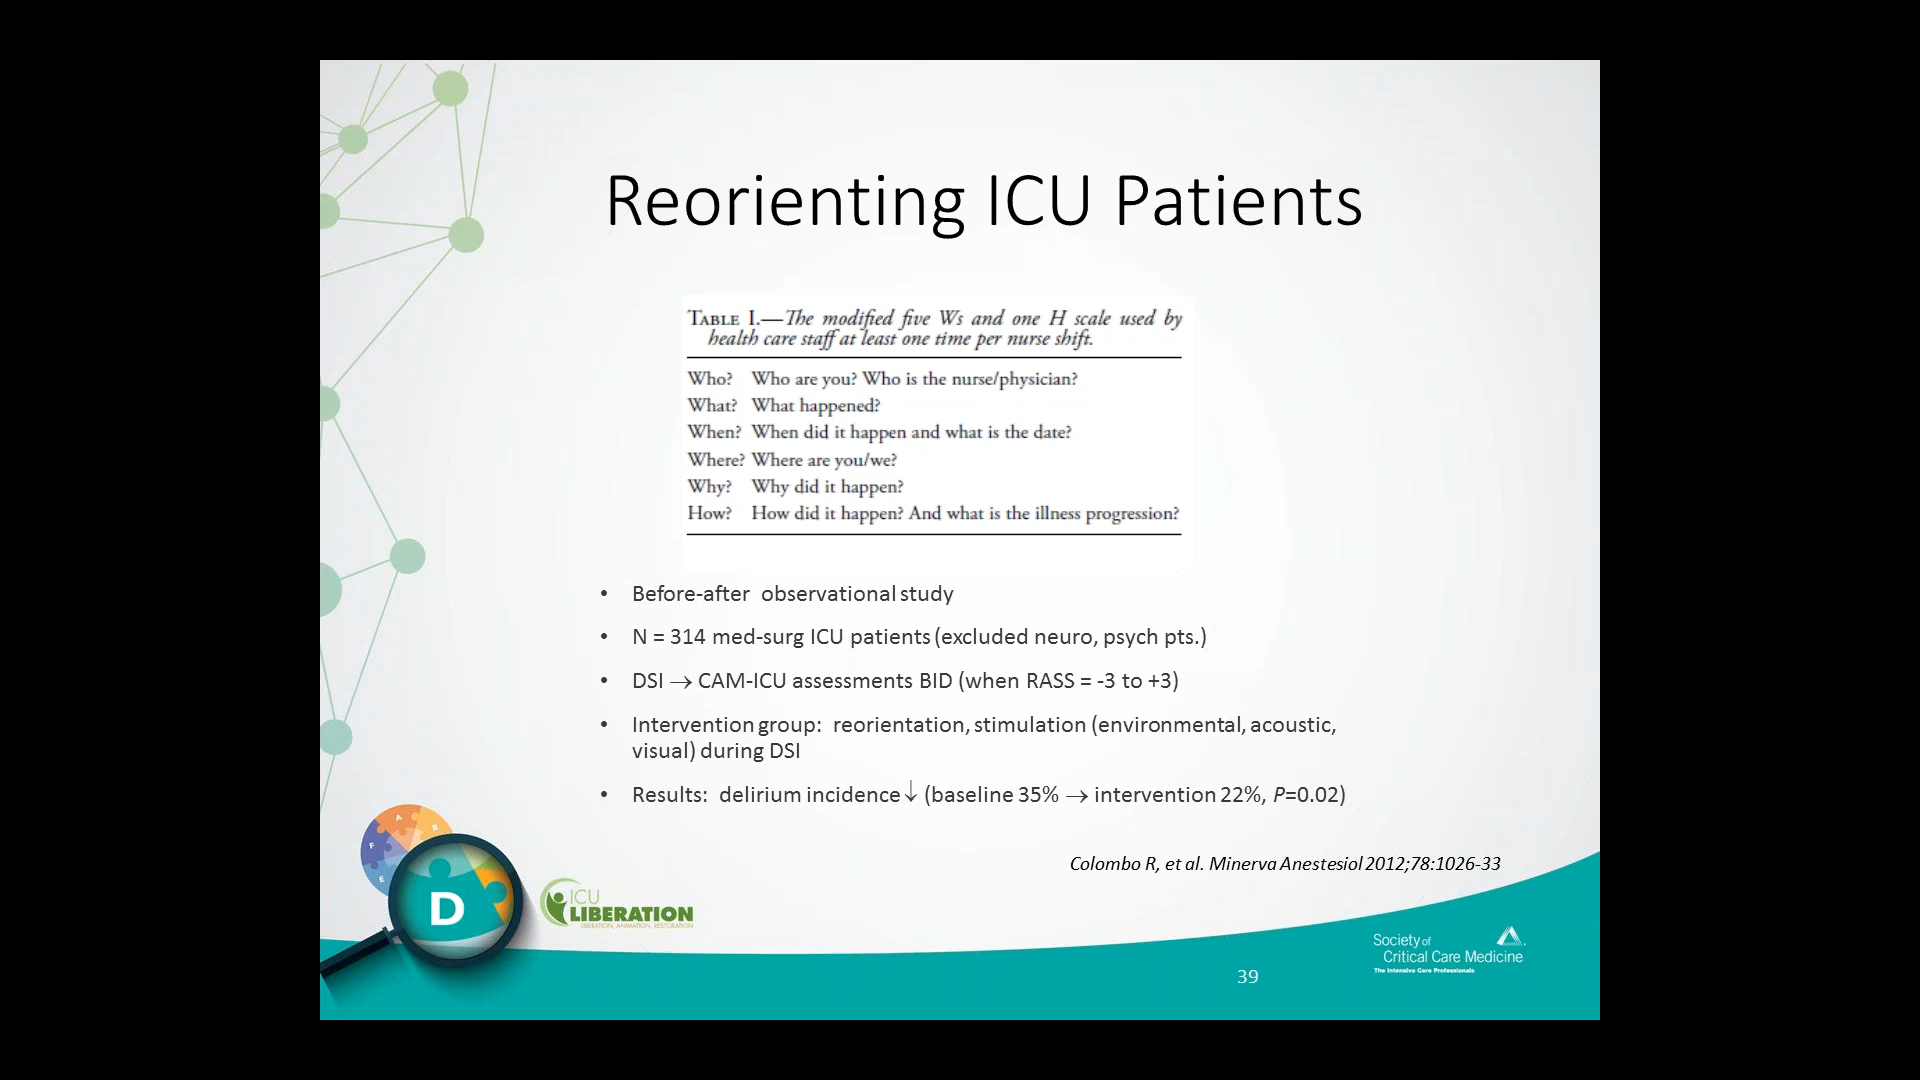 Reorienting ICU Patients
TABLE I.—The modified five Ws and one H scale used by
health care staff at least one time per nurse shift.
Who? Who are you? Who is the nurse/physician?
What? What happened?
When? When did it happen and what is the date?
Where? Where are you/we?
Why? Why did it happen?
How? How did it happen? And what is the illness progression?
• Before-after observational study
• N = 314 med-surg ICU patients (excluded neuro, psych pts.)
• DSI → CAM-ICU assessments BID (when RASS = -3 to +3)
• Intervention group: reorientation, stimulation (environmental, acoustic,
visual) during DSI
• Results: delirium incidence ↓ (baseline 35% → intervention 22%, P=0.02)
Colombo R, et al. Minerva Anestesiol 2012;78:1026-33
A
B
F
E
D
ICU
LIBERATION
LIBERATION, ANIMATION, RESTORATION
Society of
Critical Care Medicine
The Intensive Care Professionals
39